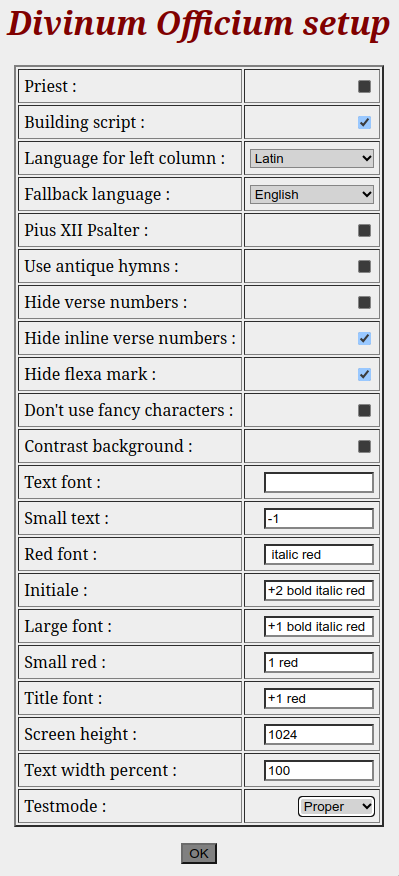 Divinum Officium setup
Priest :
Building script :
Language for left column : Latin
Fallback language : English
Pius XII Psalter :
Use antique hymns :
Hide verse numbers :
Hide inline verse numbers :
Hide flexa mark :
Don't use fancy characters :
Contrast background :
Text font :
Small text : -1
Red font : italic red
Initiale : +2 bold italic red
Large font : +1 bold italic red
Small red : 1 red
Title font : +1 red
Screen height : 1024
Text width percent : 100
Testmode : Proper
OK